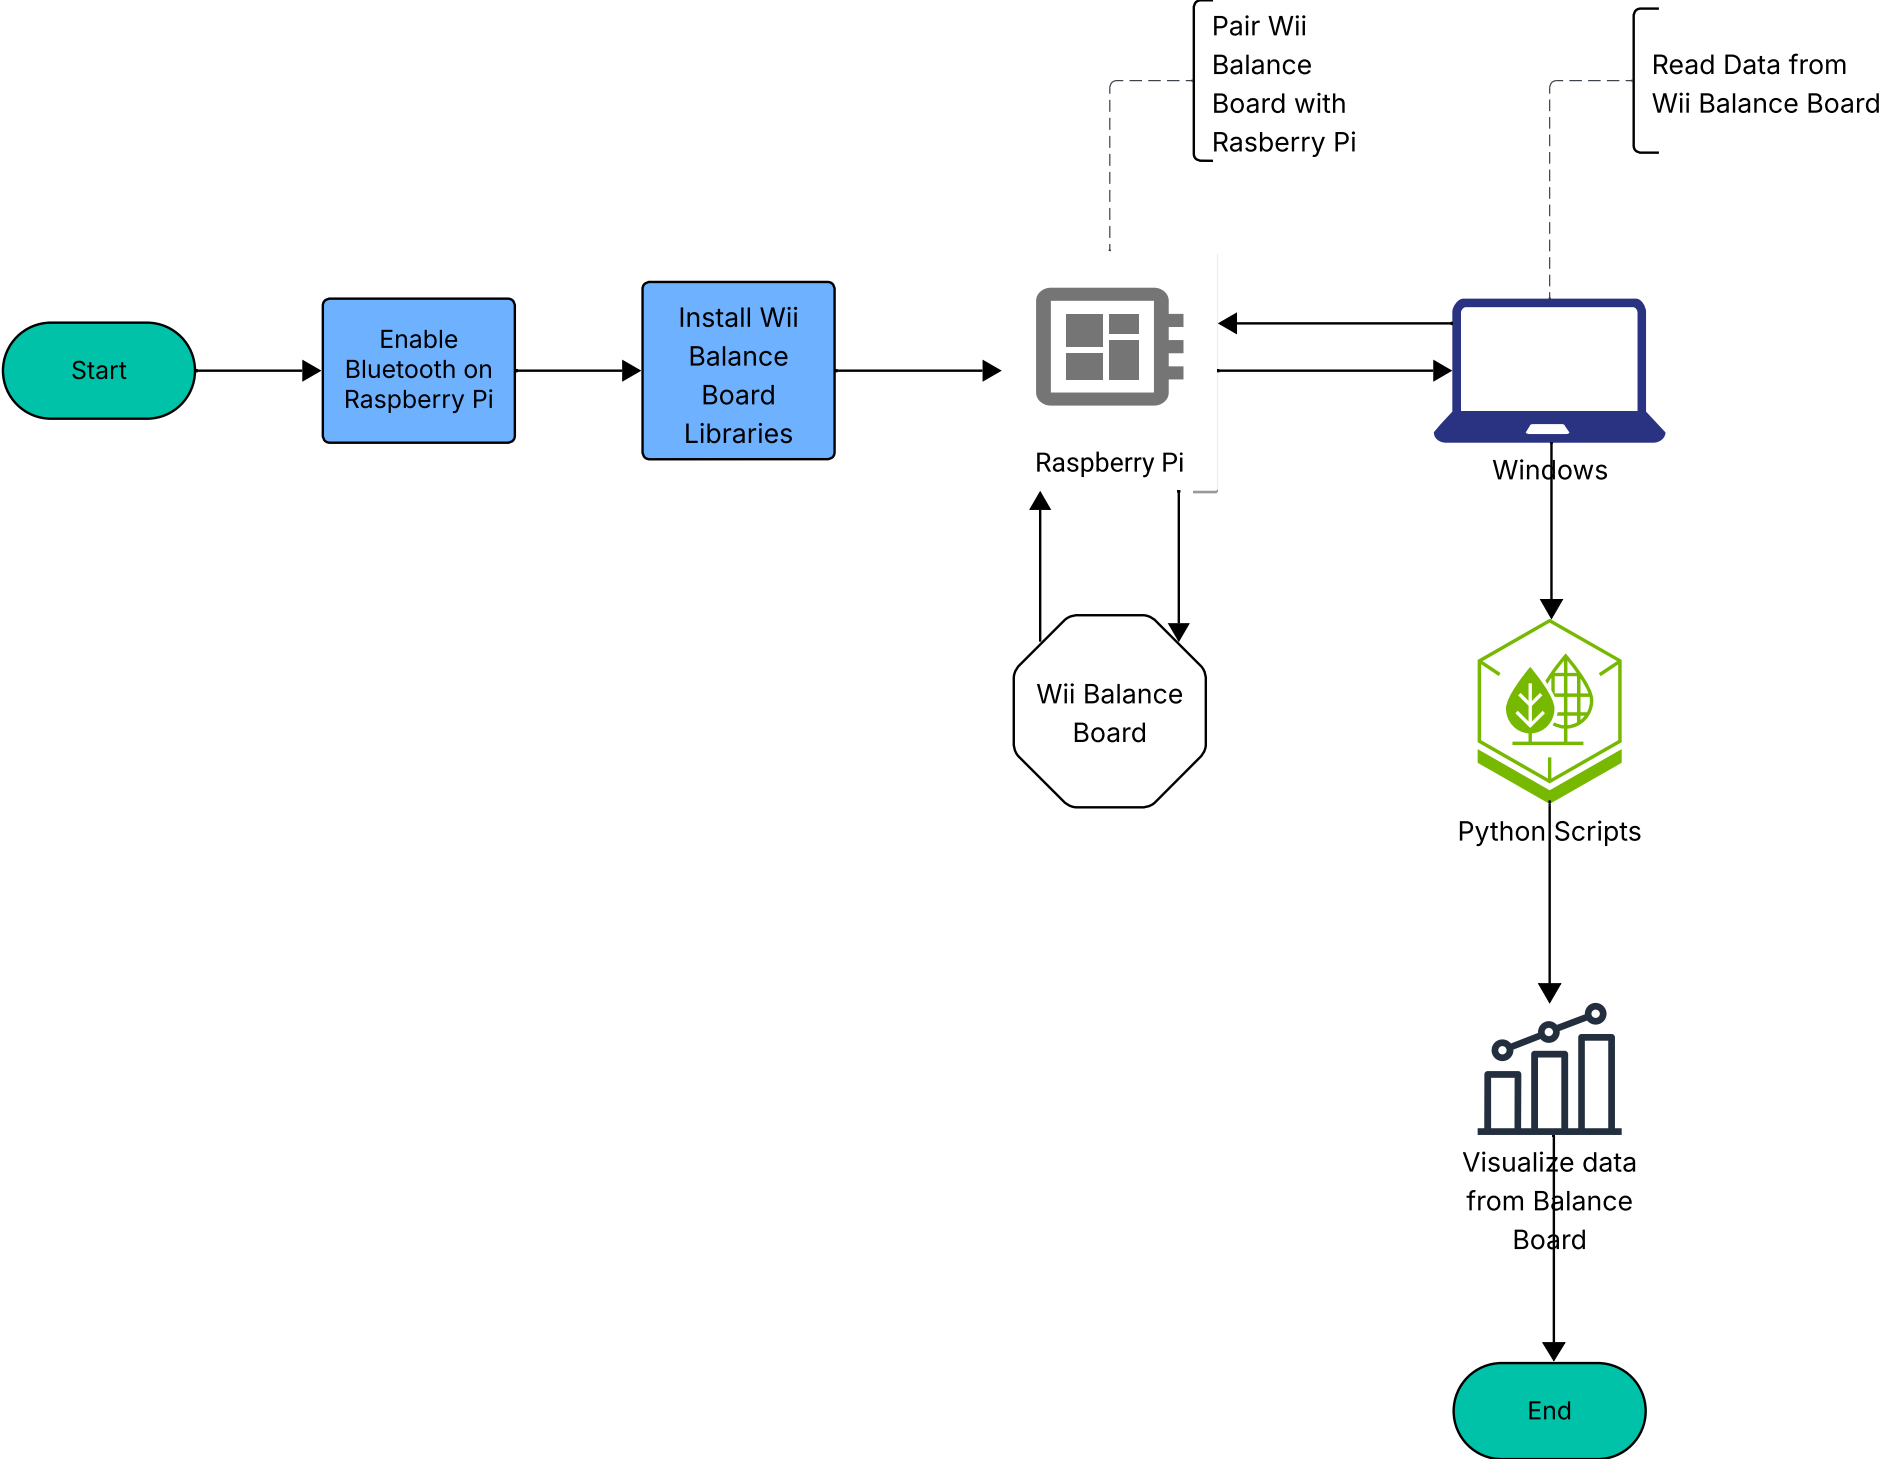 Pair Wii
Balance
Board with
Rasberry Pi
Read Data from
Wii Balance Board
Start
Enable
Bluetooth on
Raspberry Pi
Install Wii
Balance
Board
Libraries
Raspberry Pi
Windows
Wii Balance
Board
Python Scripts
Visualize data
from Balance
Board
End